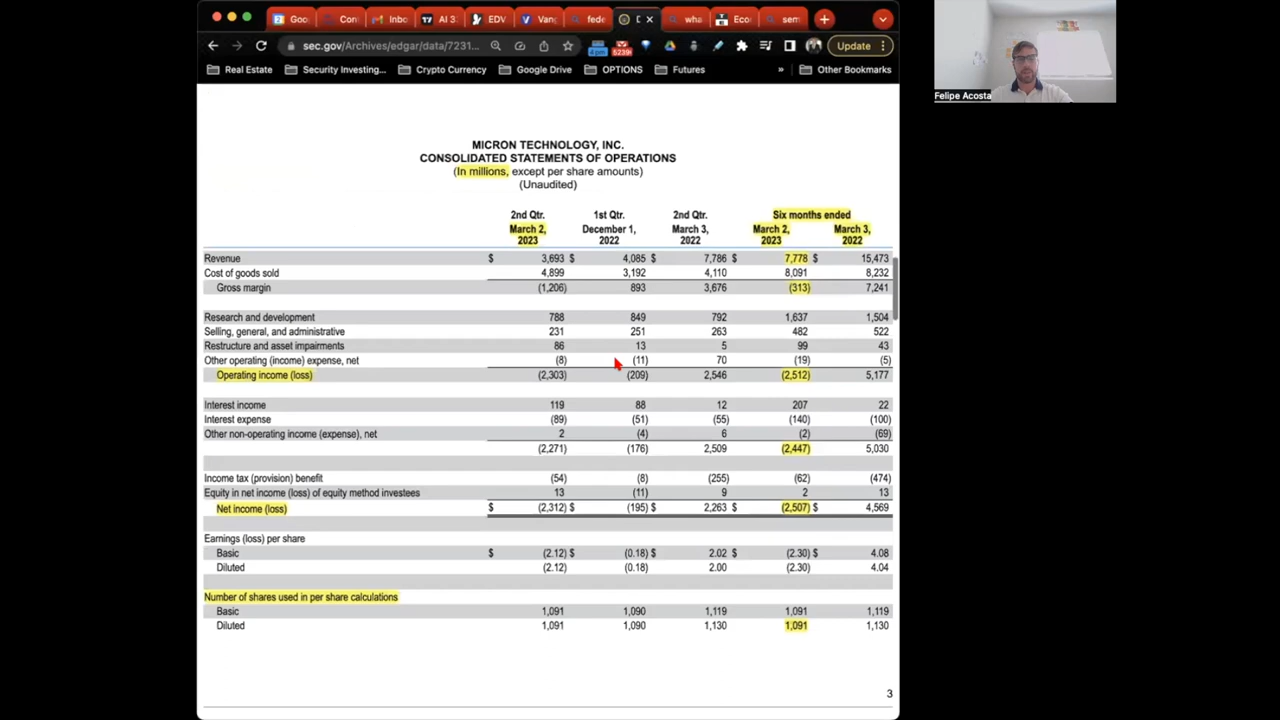 Goo
Con
Inbo
AI 3:
EDV
Vang
fede
D
wha
Eco
sem
sec.gov/Archives/edgar/data/7231...
4pm
5239
Update
Real Estate
Security Investing...
Crypto Currency
Google Drive
OPTIONS
Futures
»
Other Bookmarks
Felipe Acosta
MICRON TECHNOLOGY, INC.
CONSOLIDATED STATEMENTS OF OPERATIONS
(In millions, except per share amounts)
(Unaudited)
2nd Qtr. 1st Qtr. 2nd Qtr. Six months ended
March 2, December 1, March 3, March 2, March 3,
2023 2022 2022 2023 2022
Revenue $ 3,693 $ 4,085 $ 7,786 $ 7,778 $ 15,473
Cost of goods sold 4,899 3,192 4,110 8,091 8,232
Gross margin (1,206) 893 3,676 (313) 7,241
Research and development 788 849 792 1,637 1,504
Selling, general, and administrative 231 251 263 482 522
Restructure and asset impairments 86 13 5 99 43
Other operating (income) expense, net (8) (11) 70 (19) (5)
Operating income (loss) (2,303) (209) 2,546 (2,512) 5,177
Interest income 119 88 12 207 22
Interest expense (89) (51) (55) (140) (100)
Other non-operating income (expense), net 2 (4) 6 (2) (69)
(2,271) (176) 2,509 (2,447) 5,030
Income tax (provision) benefit (54) (8) (255) (62) (474)
Equity in net income (loss) of equity method investees 13 (11) 9 2 13
Net income (loss) $ (2,312) $ (195) $ 2,263 $ (2,507) $ 4,569
Earnings (loss) per share
Basic $ (2.12) $ (0.18) $ 2.02 $ (2.30) $ 4.08
Diluted (2.12) (0.18) 2.00 (2.30) 4.04
Number of shares used in per share calculations
Basic 1,091 1,090 1,119 1,091 1,119
Diluted 1,091 1,090 1,130 1,091 1,130
3